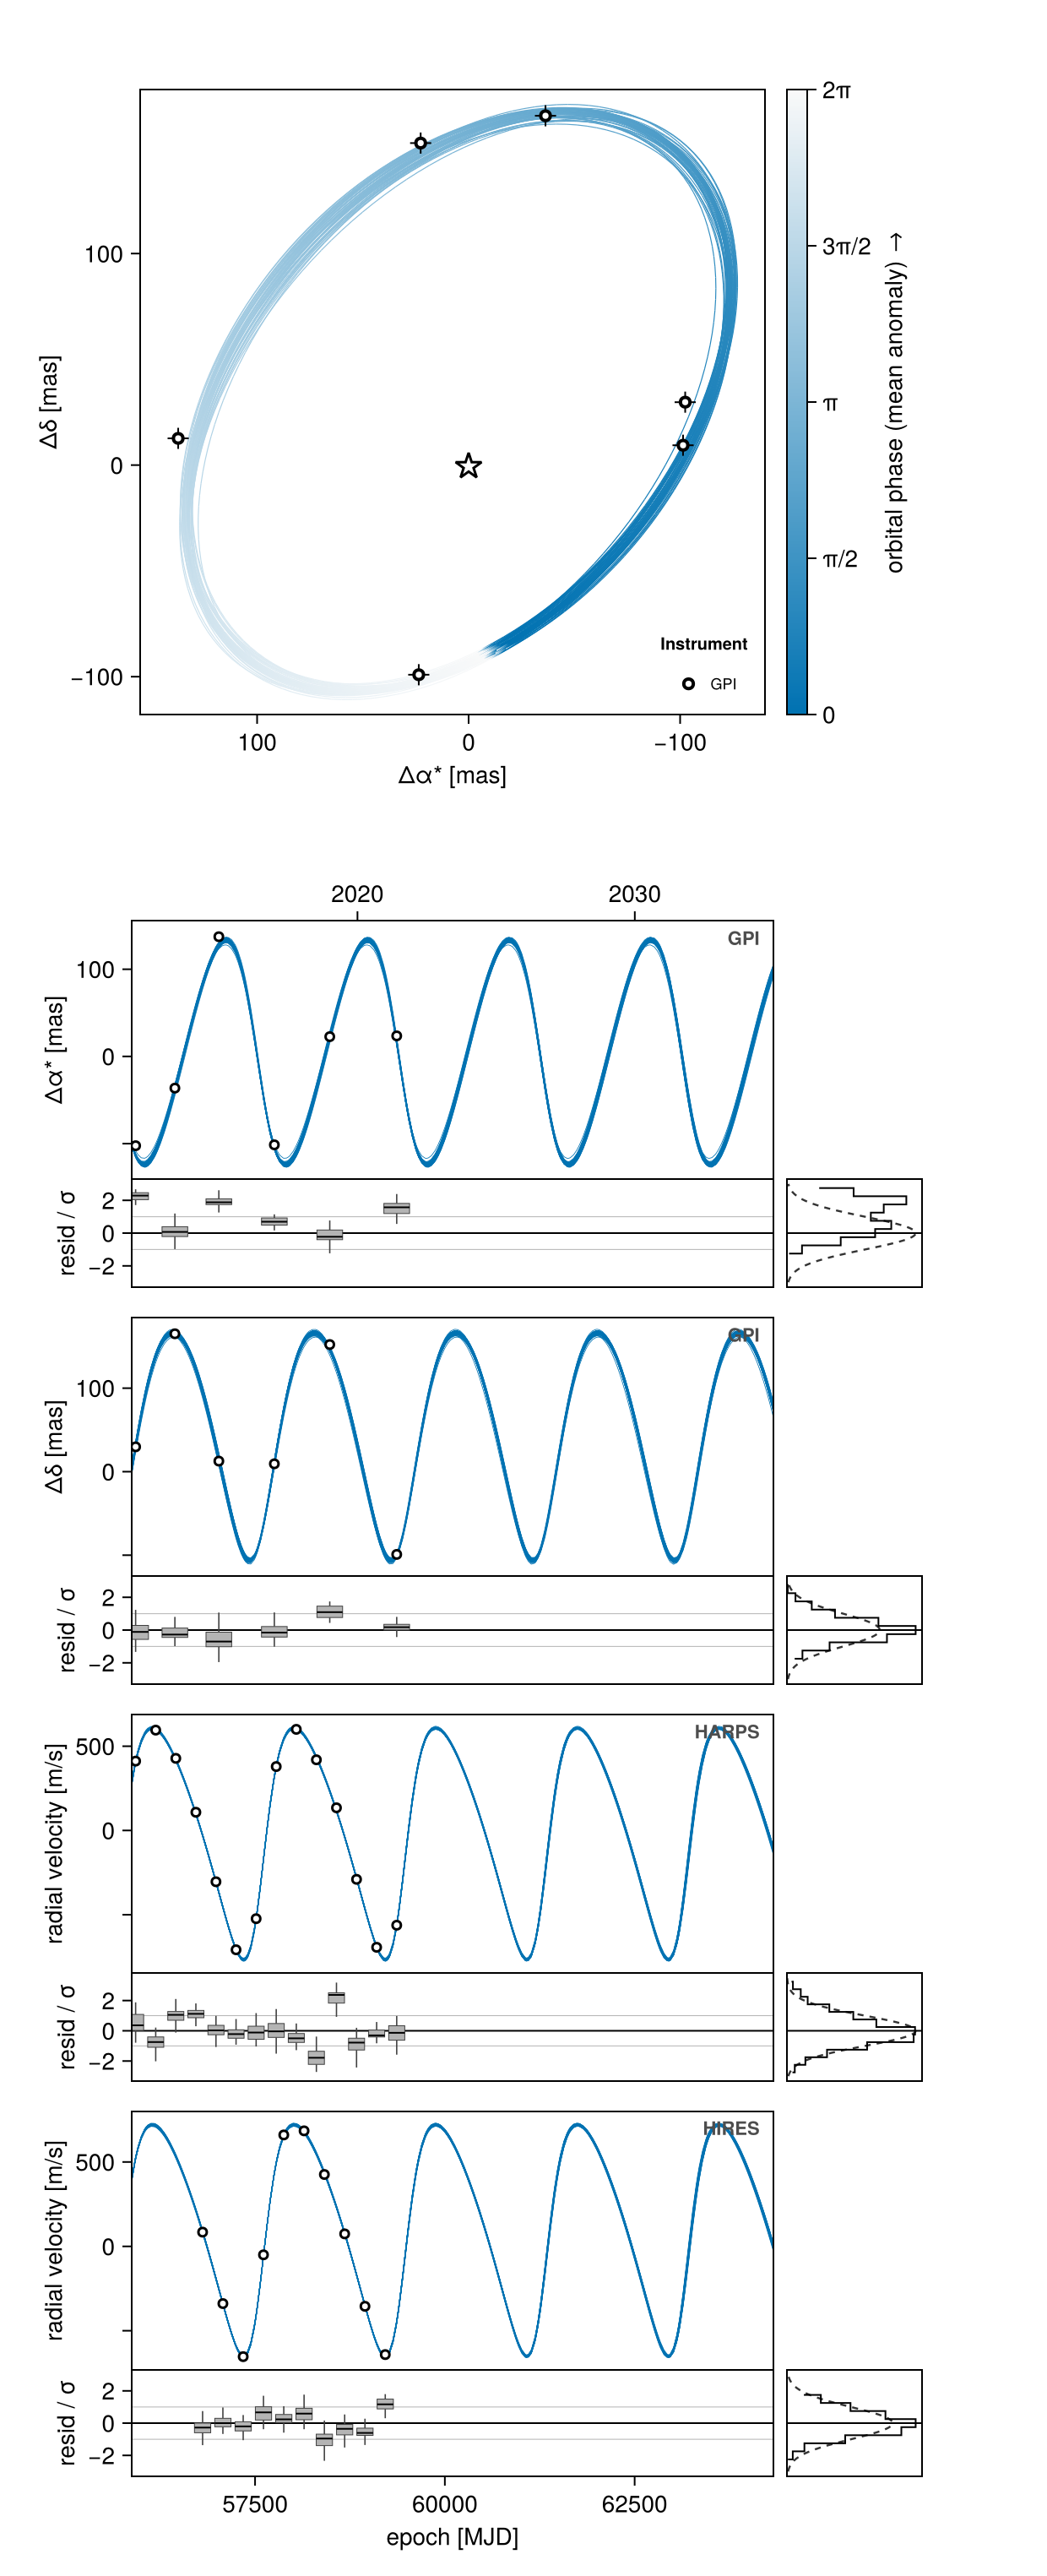 2π
3π/2
π
π/2
0
orbital phase (mean anomaly) →
100
0
−100
Δδ [mas]
Instrument
GPI
100
0
−100
Δα* [mas]
2020
2030
GPI
100
0
Δα* [mas]
2
0
−2
resid / σ
GPI
100
0
Δδ [mas]
2
0
−2
resid / σ
HARPS
500
0
radial velocity [m/s]
2
0
−2
resid / σ
HIRES
500
0
radial velocity [m/s]
2
0
−2
resid / σ
57500
60000
62500
epoch [MJD]